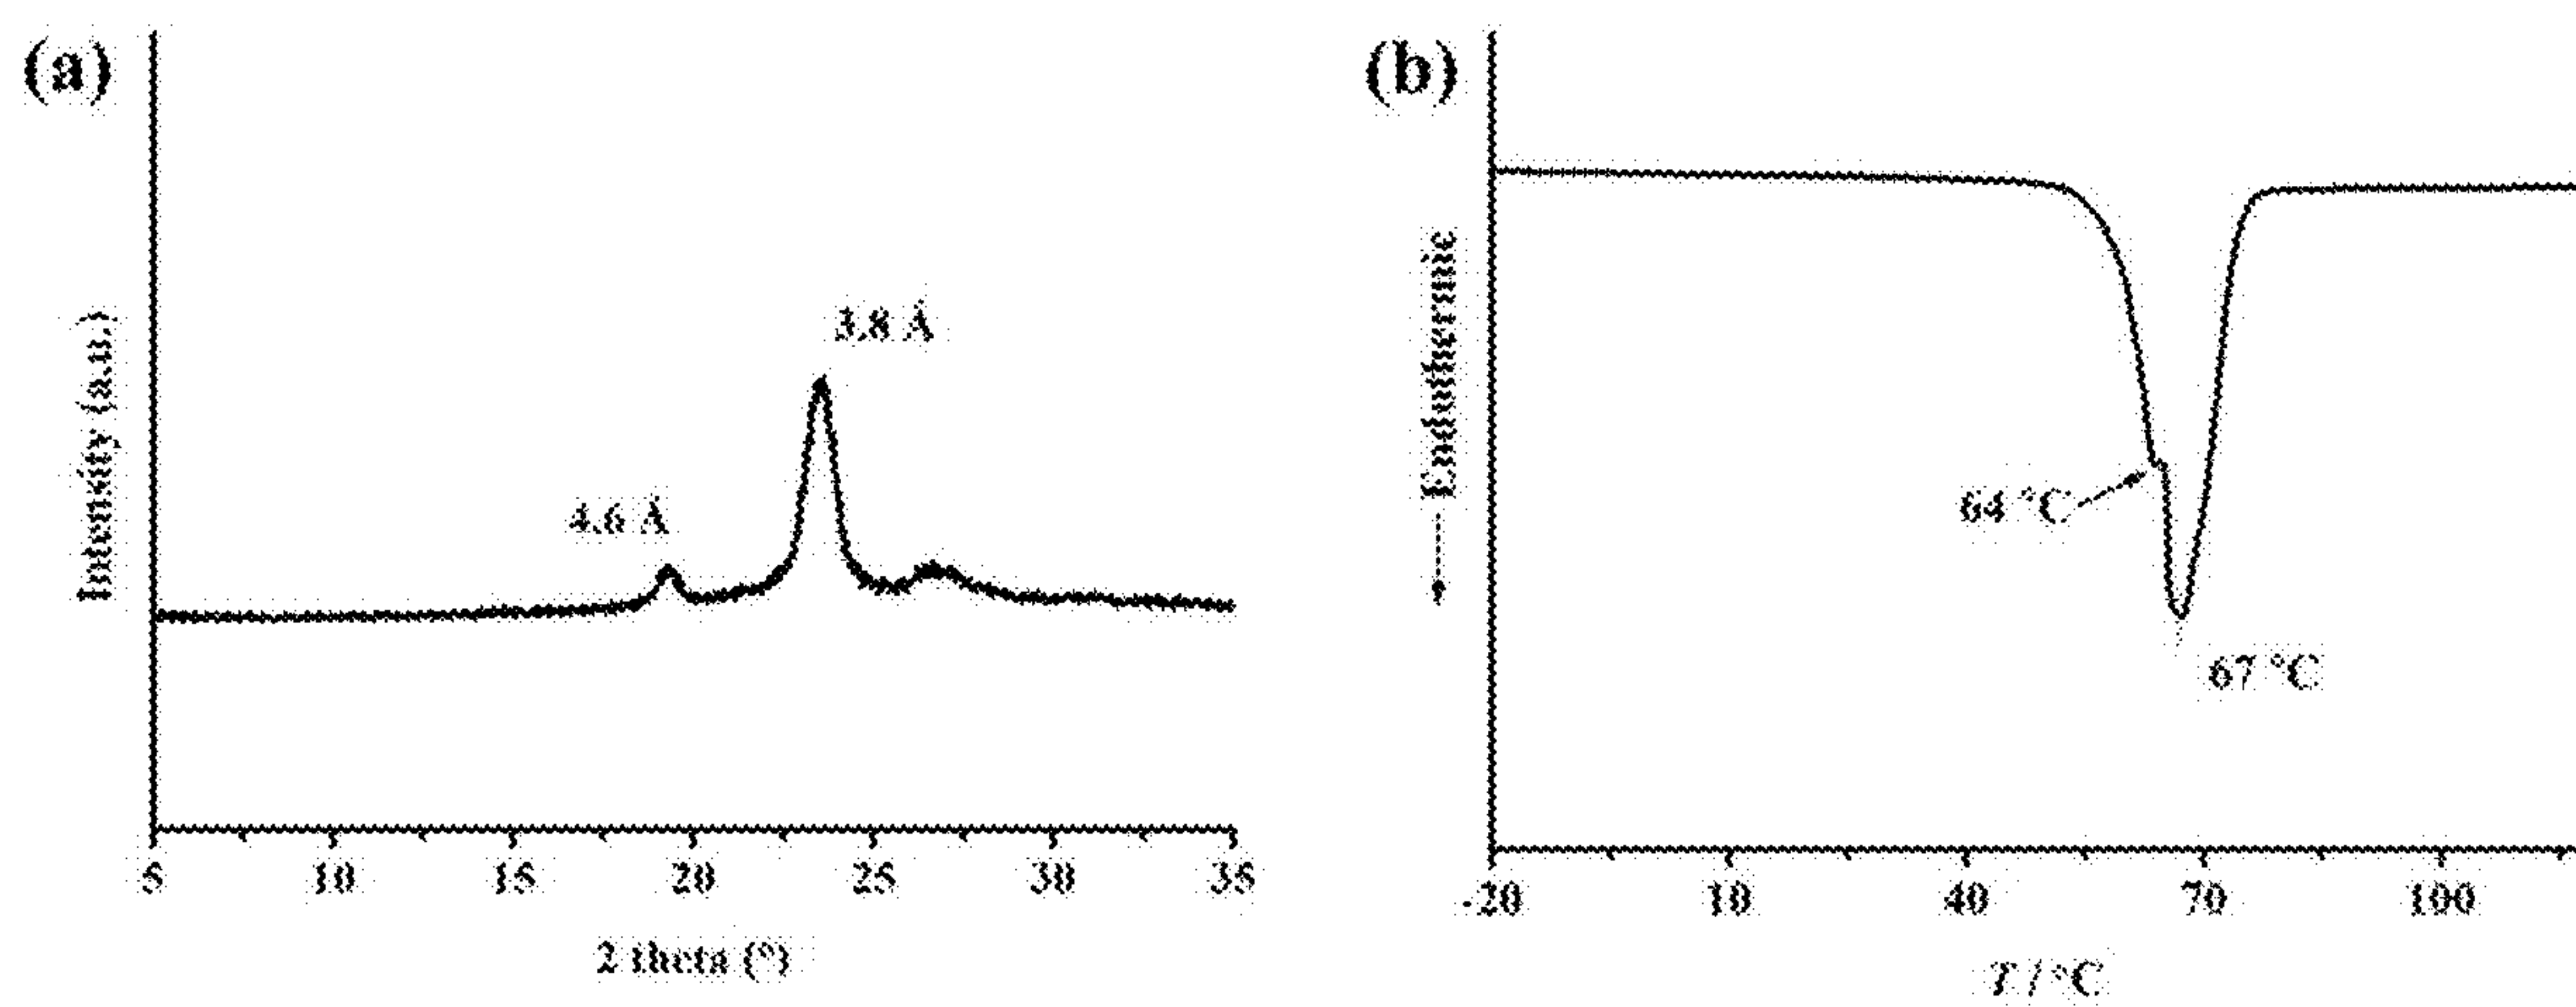 (a)
Intensity (a.u.)
4.6 Å
3.8 Å
5 10 15 20 25 30 35
2 theta (°)
(b)
Endothermic
64 °C
67 °C
-20 10 40 70 100
T / °C